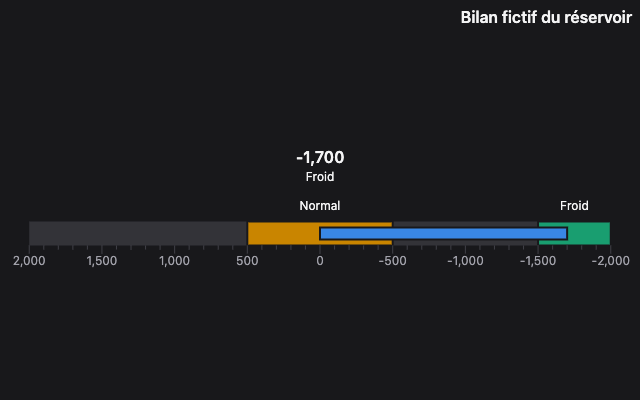 Bilan fictif du réservoir
-1,700
Froid
Normal Froid
2,000 1,500 1,000 500 0 -500 -1,000 -1,500 -2,000